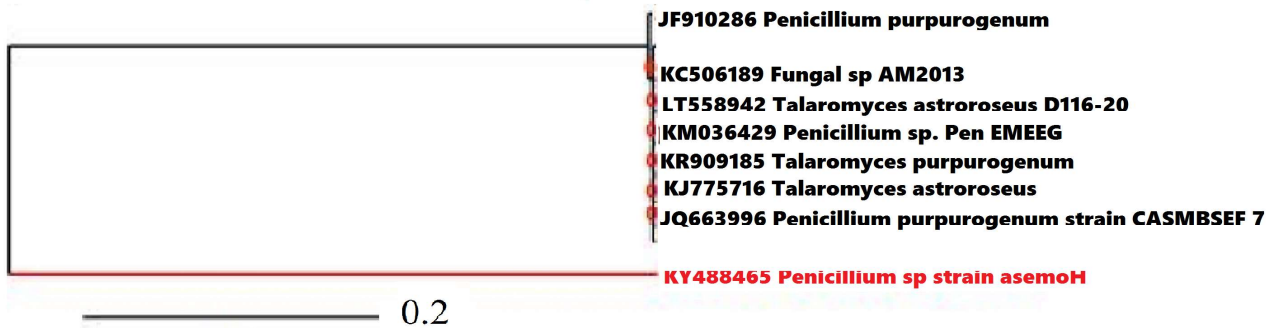 JF910286 Penicillium purpurogenum
KC506189 Fungal sp AM2013
LT558942 Talaromyces astroroseus D116-20
KM036429 Penicillium sp. Pen EMEEG
KR909185 Talaromyces purpurogenum
KJ775716 Talaromyces astroroseus
JQ663996 Penicillium purpurogenum strain CASMBSEF 7
KY488465 Penicillium sp strain asemoH
0.2